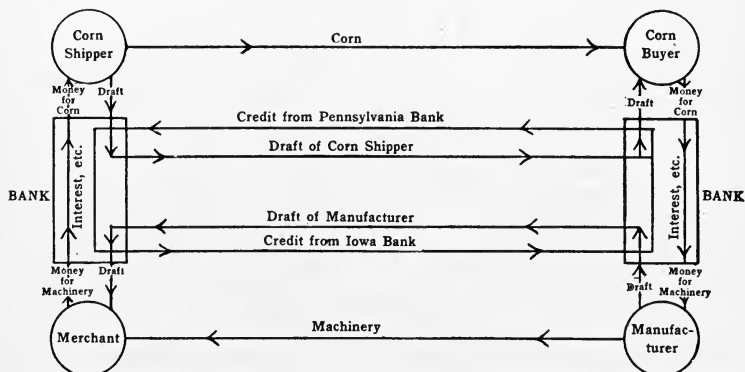 Corn
Shipper
Corn
Corn
Buyer
Money
for
Corn
Draft
Draft
Money
for
Corn
Credit from Pennsylvania Bank
Draft of Corn Shipper
BANK
Interest, etc.
Interest, etc.
BANK
Draft of Manufacturer
Credit from Iowa Bank
Money
for
Machinery
Draft
Draft
Money
for
Machinery
Merchant
Machinery
Manufac-
turer